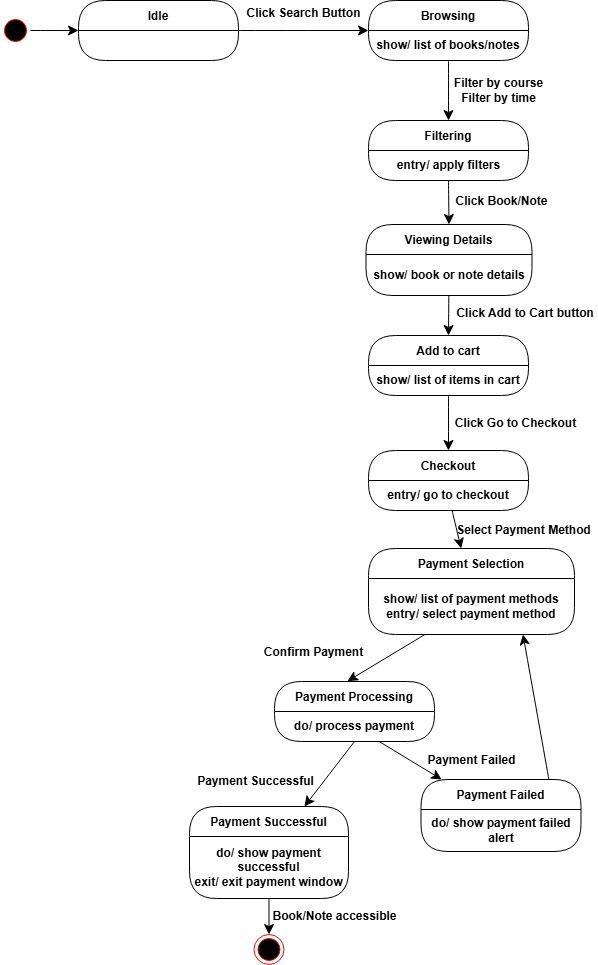 Idle
Click Search Button
Browsing
show/ list of books/notes
Filter by course
Filter by time
Filtering
entry/ apply filters
Click Book/Note
Viewing Details
show/ book or note details
Click Add to Cart button
Add to cart
show/ list of items in cart
Click Go to Checkout
Checkout
entry/ go to checkout
Select Payment Method
Payment Selection
show/ list of payment methods
entry/ select payment method
Confirm Payment
Payment Processing
do/ process payment
Payment Failed
Payment Successful
Payment Failed
do/ show payment failed
alert
Payment Successful
do/ show payment
successful
exit/ exit payment window
Book/Note accessible